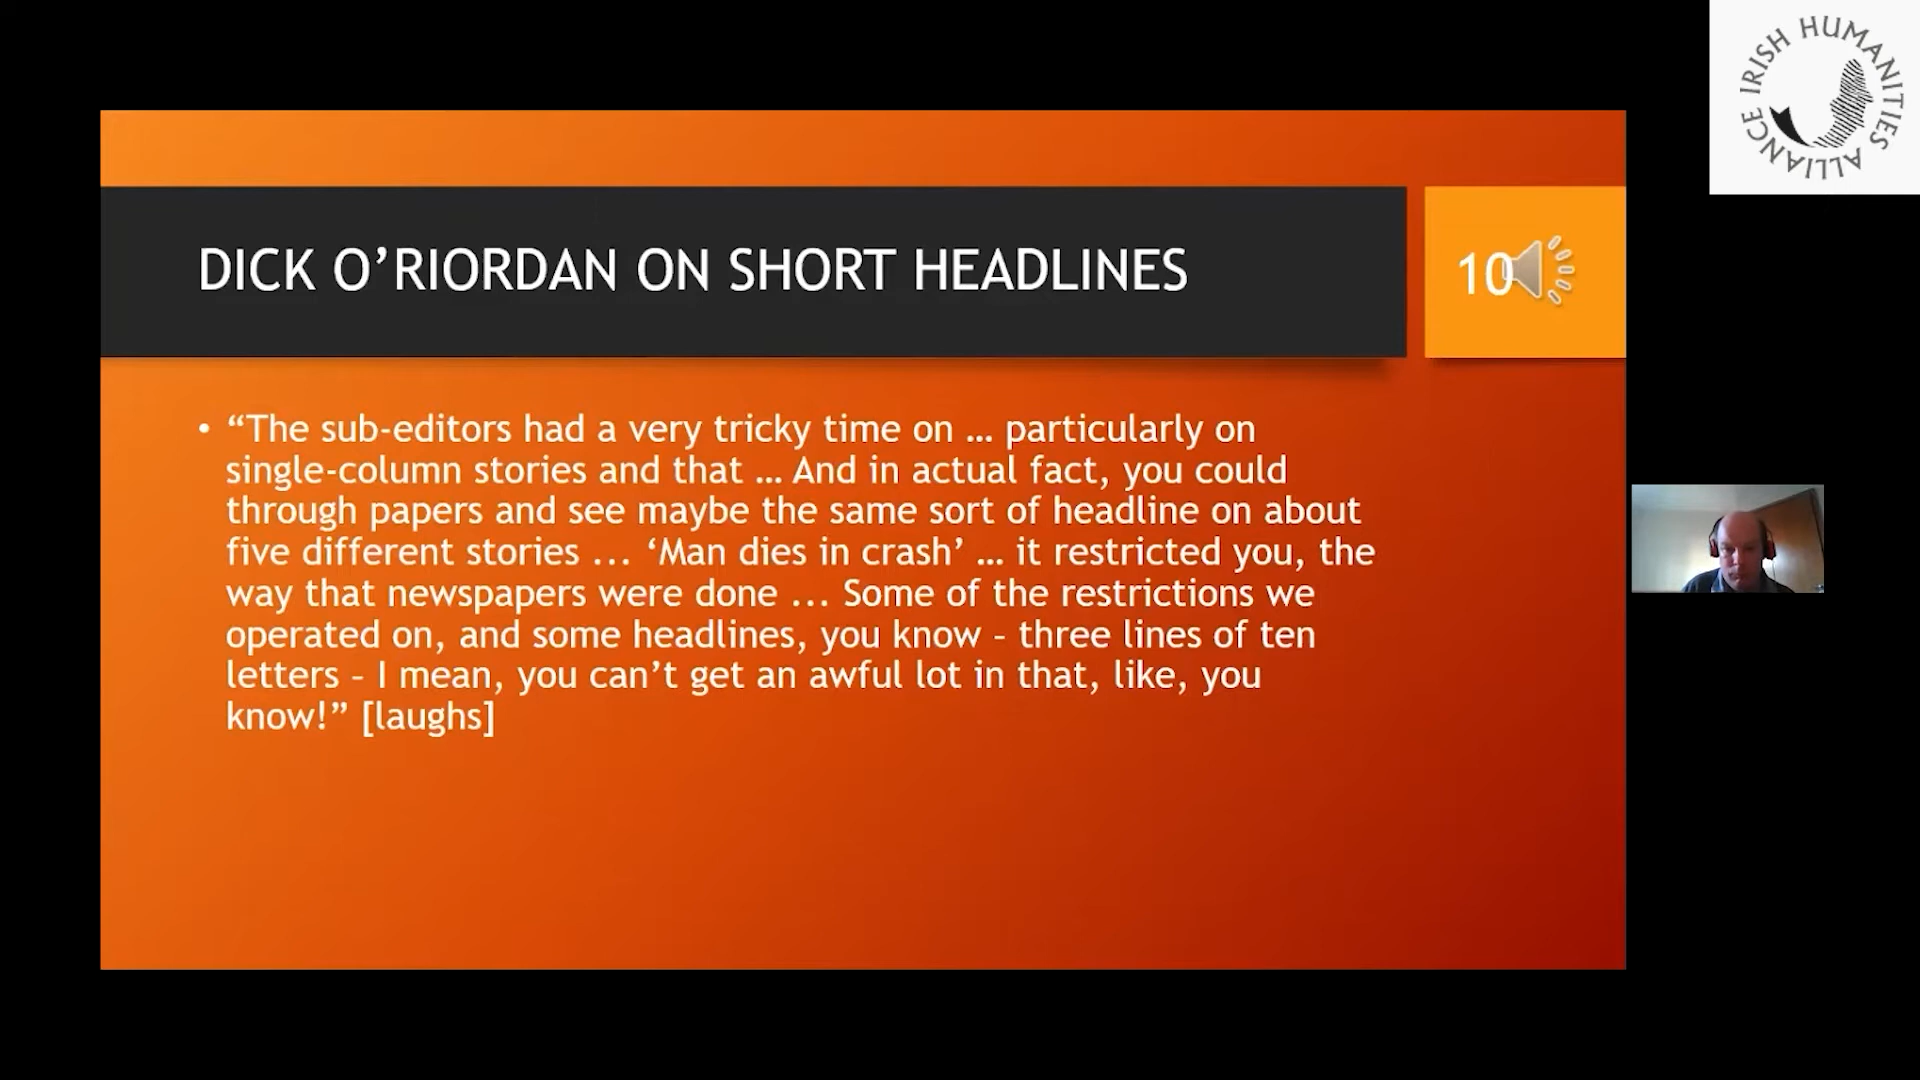 IRISH HUMANITIES ALLIANCE
DICK O’RIORDAN ON SHORT HEADLINES
10
• “The sub-editors had a very tricky time on … particularly on
single-column stories and that … And in actual fact, you could
through papers and see maybe the same sort of headline on about
five different stories ... ‘Man dies in crash’ … it restricted you, the
way that newspapers were done ... Some of the restrictions we
operated on, and some headlines, you know – three lines of ten
letters – I mean, you can’t get an awful lot in that, like, you
know!” [laughs]